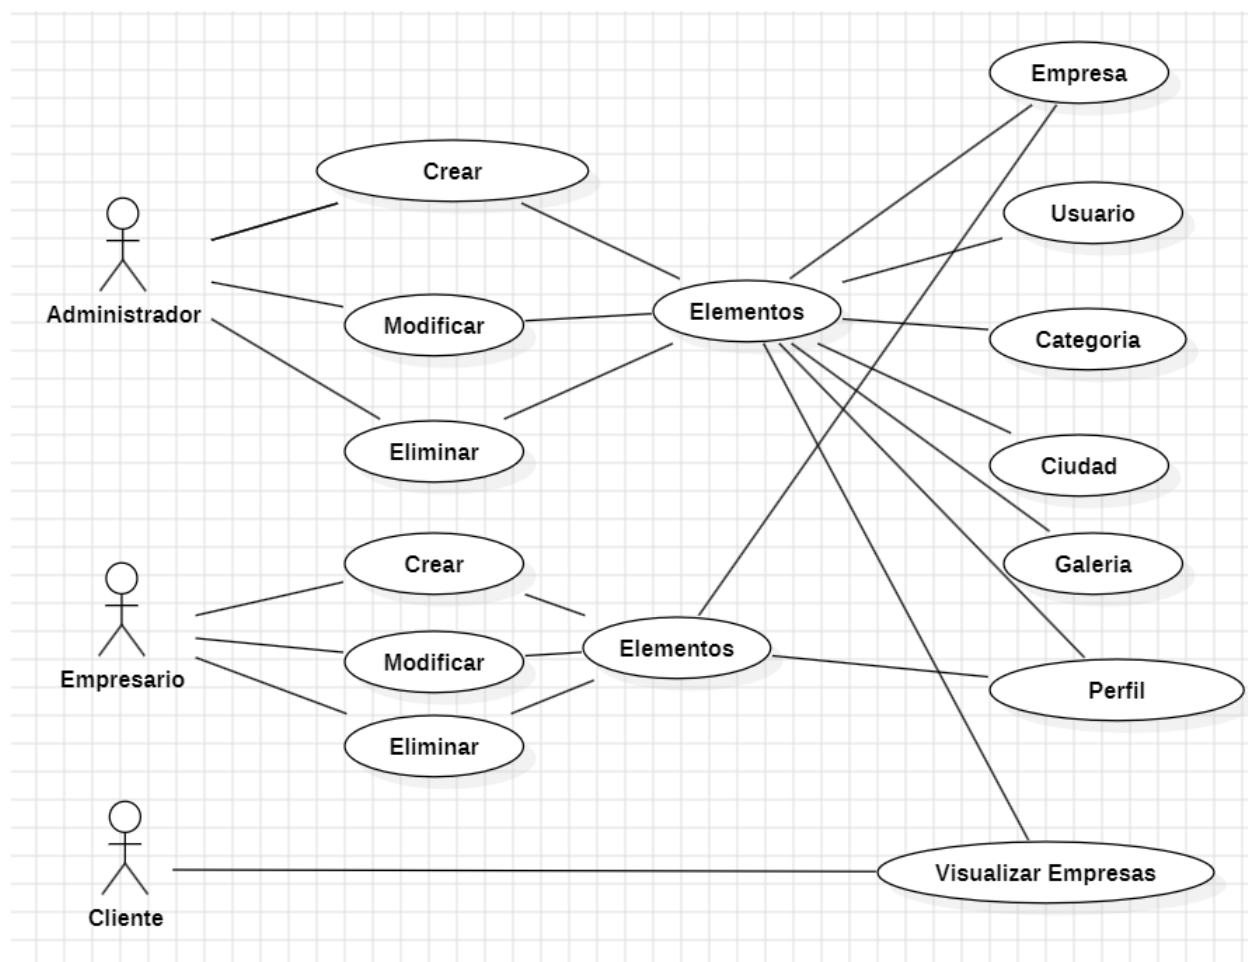 Empresa
Crear
Usuario
Administrador
Modificar
Elementos
Categoria
Eliminar
Ciudad
Crear
Galeria
Empresario
Modificar
Elementos
Perfil
Eliminar
Cliente
Visualizar Empresas